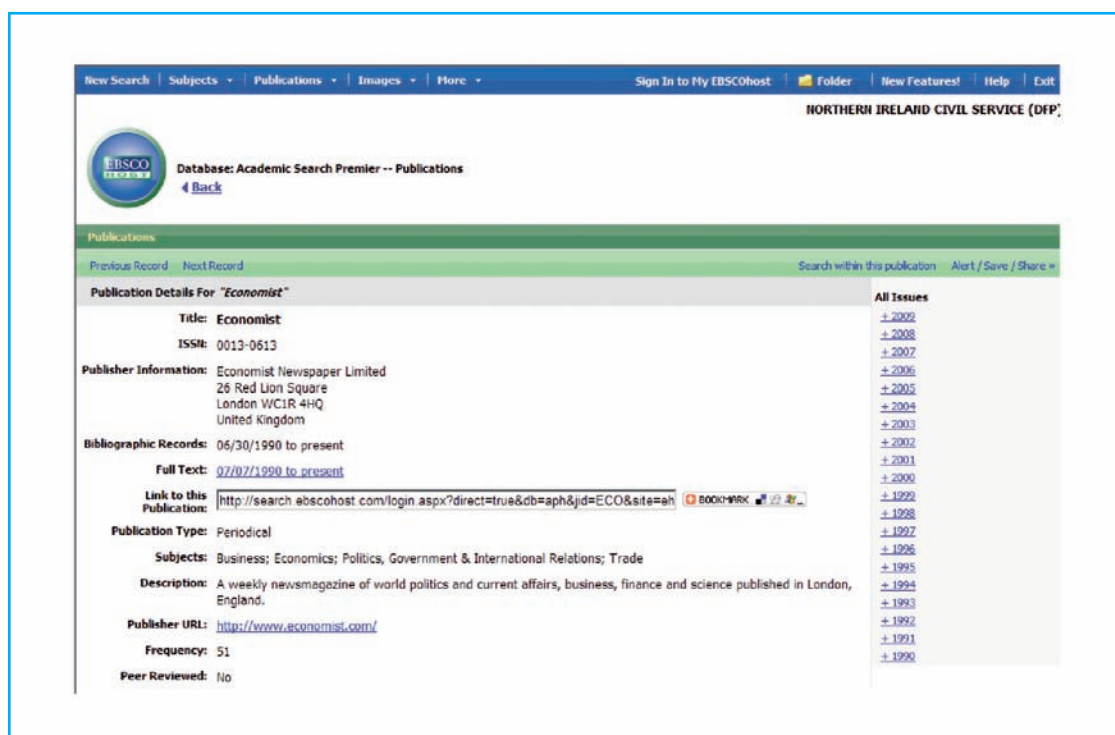 New Search | Subjects | Publications | Images | More Sign In to My EBSCOhost | Folder | New Features! | Help | Exit
NORTHERN IRELAND CIVIL SERVICE (DFP)
EBSCO
HOST
Database: Academic Search Premier -- Publications
Back
Publications
Previous Record Next Record Search within this publication Alert / Save / Share »
Publication Details For "Economist"
Title: Economist
ISSN: 0013-0613
Publisher Information: Economist Newspaper Limited
26 Red Lion Square
London WC1R 4HQ
United Kingdom
Bibliographic Records: 06/30/1990 to present
Full Text: 07/07/1990 to present
Link to this
Publication: http://search.ebscohost.com/login.aspx?direct=true&db=aph&jid=ECO&site=eh BOOKMARK
Publication Type: Periodical
Subjects: Business; Economics; Politics, Government & International Relations; Trade
Description: A weekly newsmagazine of world politics and current affairs, business, finance and science published in London,
England.
Publisher URL: http://www.economist.com/
Frequency: 51
Peer Reviewed: No
All Issues
+ 2009
+ 2008
+ 2007
+ 2006
+ 2005
+ 2004
+ 2003
+ 2002
+ 2001
+ 2000
+ 1999
+ 1998
+ 1997
+ 1996
+ 1995
+ 1994
+ 1993
+ 1992
+ 1991
+ 1990